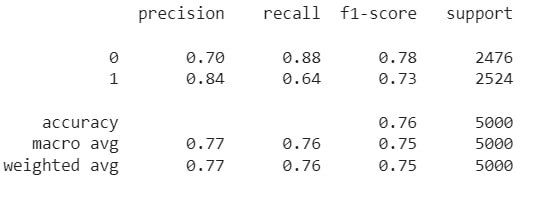 precision recall f1-score support
0 0.70 0.88 0.78 2476
1 0.84 0.64 0.73 2524
accuracy 0.76 5000
macro avg 0.77 0.76 0.75 5000
weighted avg 0.77 0.76 0.75 5000